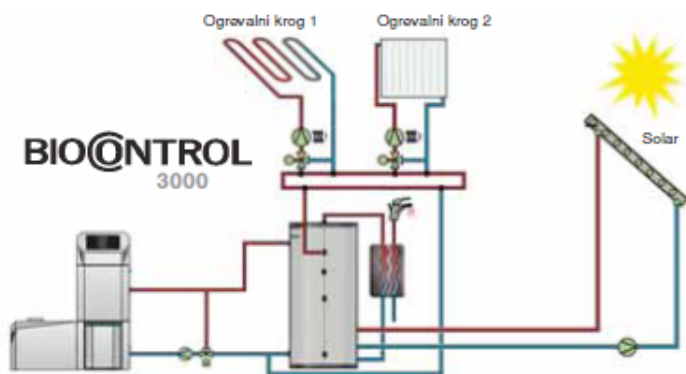 Ogrevalni krog 1
Ogrevalni krog 2
Solar
BIOCONTROL
3000